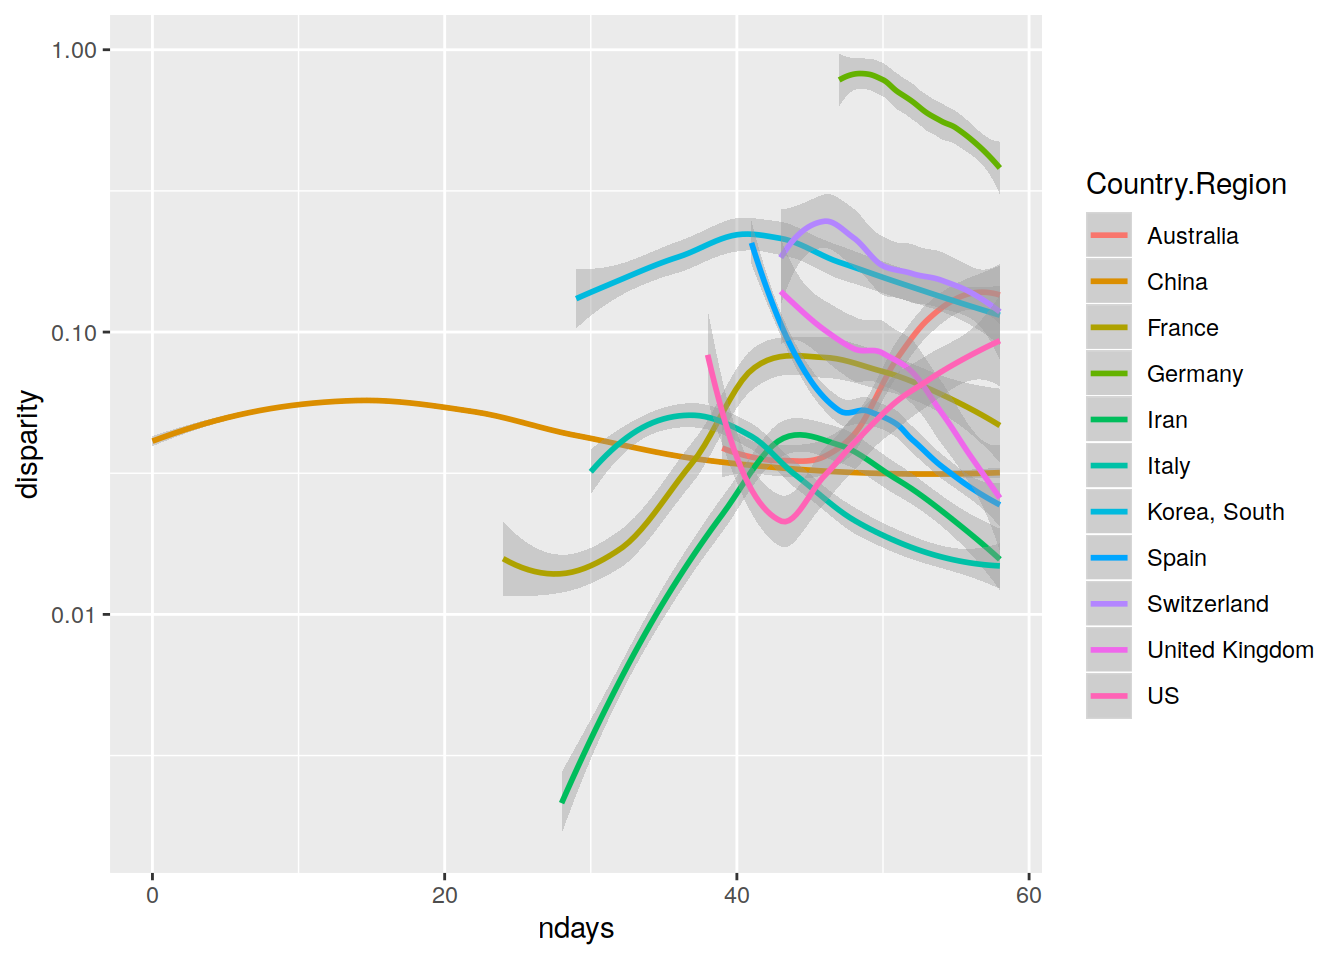 1.00
0.10
0.01
disparity
0
20
40
60
ndays
Country.Region
Australia
China
France
Germany
Iran
Italy
Korea, South
Spain
Switzerland
United Kingdom
US